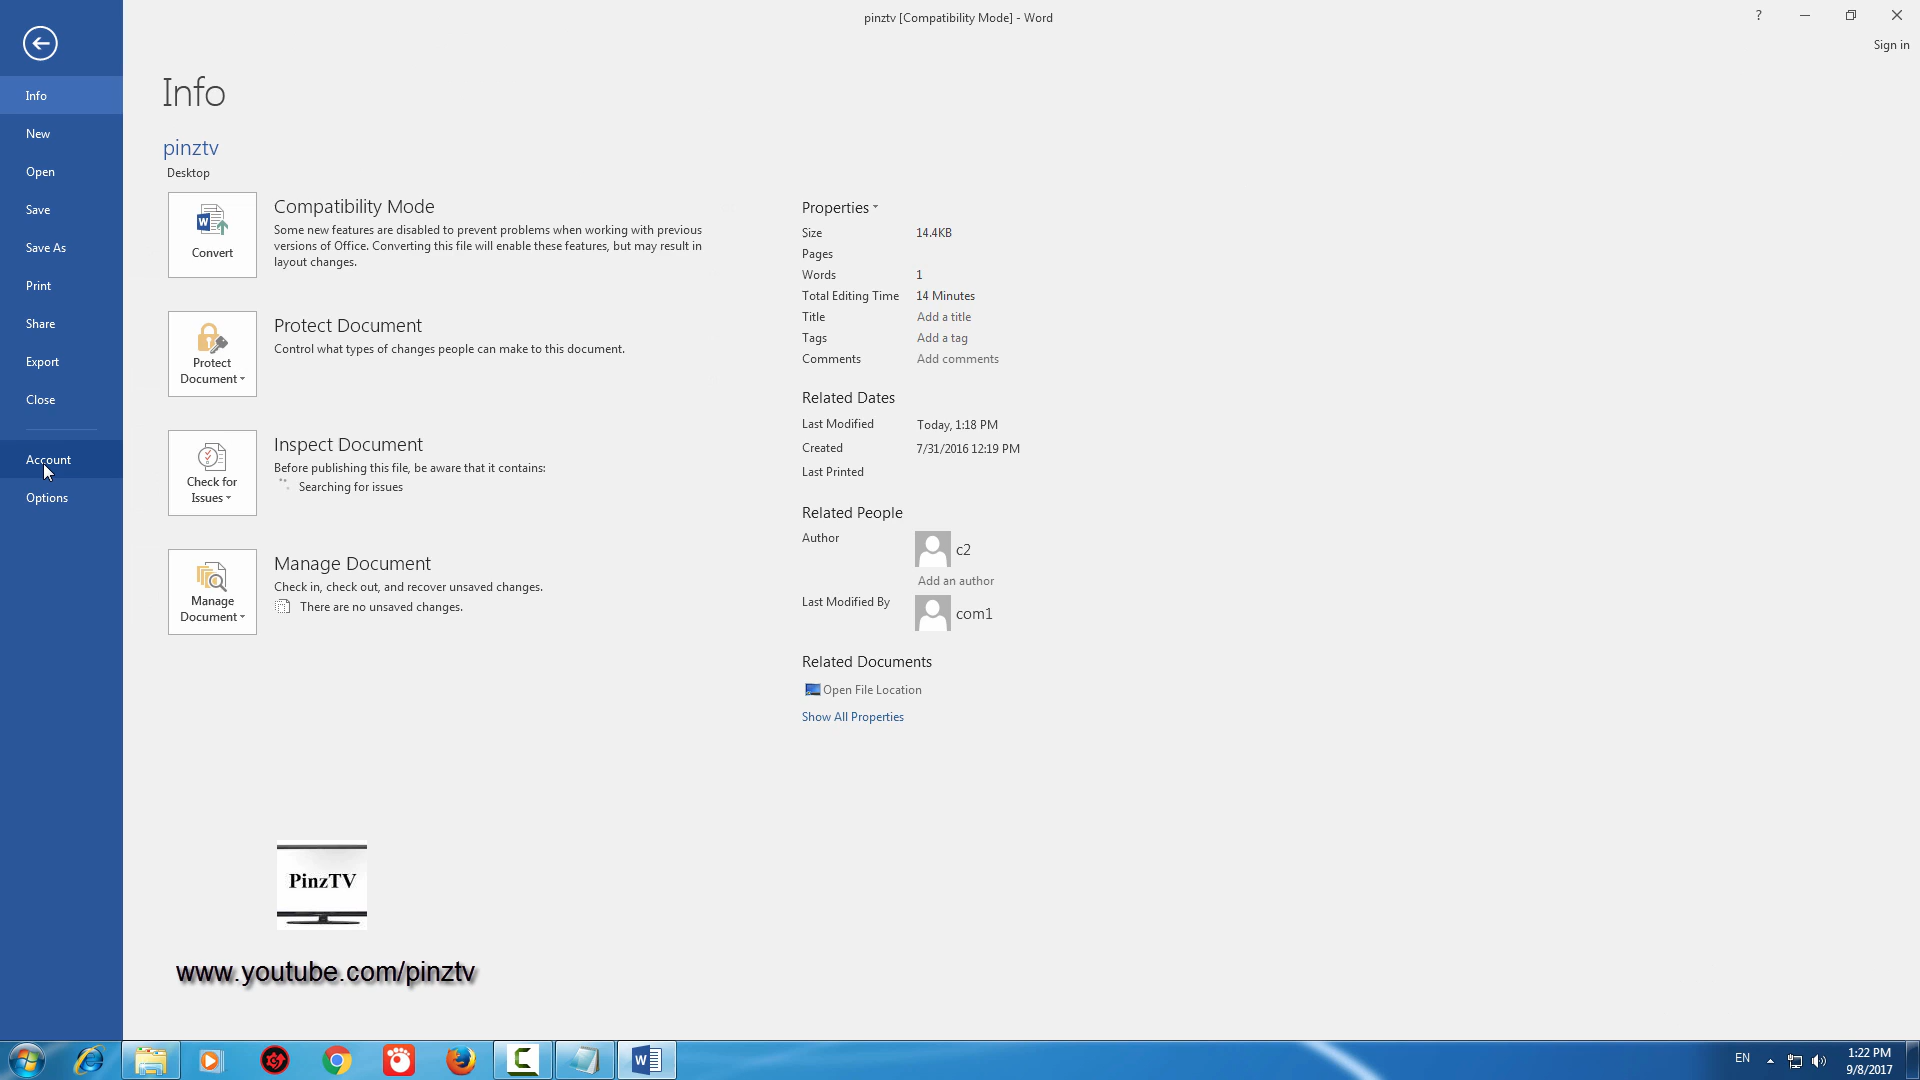 pinztv [Compatibility Mode] - Word
?
Sign in
Info
New
Open
Save
Save As
Print
Share
Export
Close
Account
Options
Info
pinztv
Desktop
Convert
Compatibility Mode
Some new features are disabled to prevent problems when working with previous
versions of Office. Converting this file will enable these features, but may result in
layout changes.
Protect
Document
Protect Document
Control what types of changes people can make to this document.
Check for
Issues
Inspect Document
Before publishing this file, be aware that it contains:
Searching for issues
Manage
Document
Manage Document
Check in, check out, and recover unsaved changes.
There are no unsaved changes.
Properties
Size 14.4KB
Pages
Words 1
Total Editing Time 14 Minutes
Title Add a title
Tags Add a tag
Comments Add comments
Related Dates
Last Modified Today, 1:18 PM
Created 7/31/2016 12:19 PM
Last Printed
Related People
Author c2
Add an author
Last Modified By com1
Related Documents
Open File Location
Show All Properties
PinzTV
www.youtube.com/pinztv
EN
1:22 PM
9/8/2017